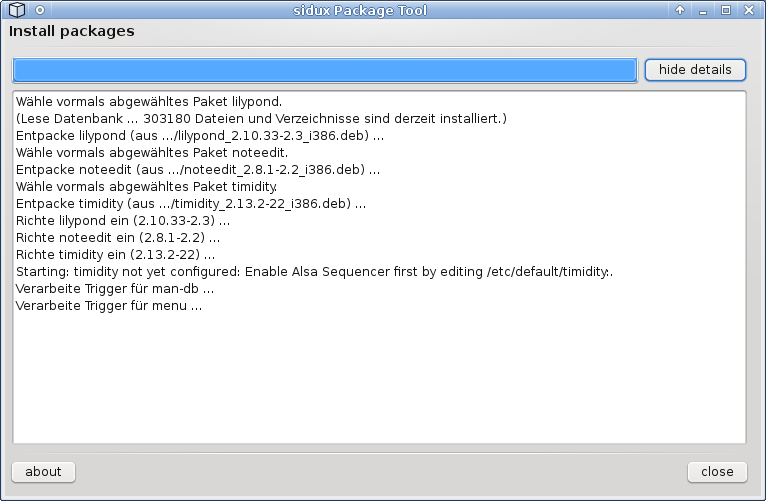 sidux Package Tool
Install packages
hide details
Wähle vormals abgewähltes Paket lilypond.
(Lese Datenbank ... 303180 Dateien und Verzeichnisse sind derzeit installiert.)
Entpacke lilypond (aus .../lilypond_2.10.33-2.3_i386.deb) ...
Wähle vormals abgewähltes Paket noteedit.
Entpacke noteedit (aus .../noteedit_2.8.1-2.2_i386.deb) ...
Wähle vormals abgewähltes Paket timidity.
Entpacke timidity (aus .../timidity_2.13.2-22_i386.deb) ...
Richte lilypond ein (2.10.33-2.3) ...
Richte noteedit ein (2.8.1-2.2) ...
Richte timidity ein (2.13.2-22) ...
Starting: timidity not yet configured: Enable Alsa Sequencer first by editing /etc/default/timidity:.
Verarbeite Trigger für man-db ...
Verarbeite Trigger für menu ...
about
close